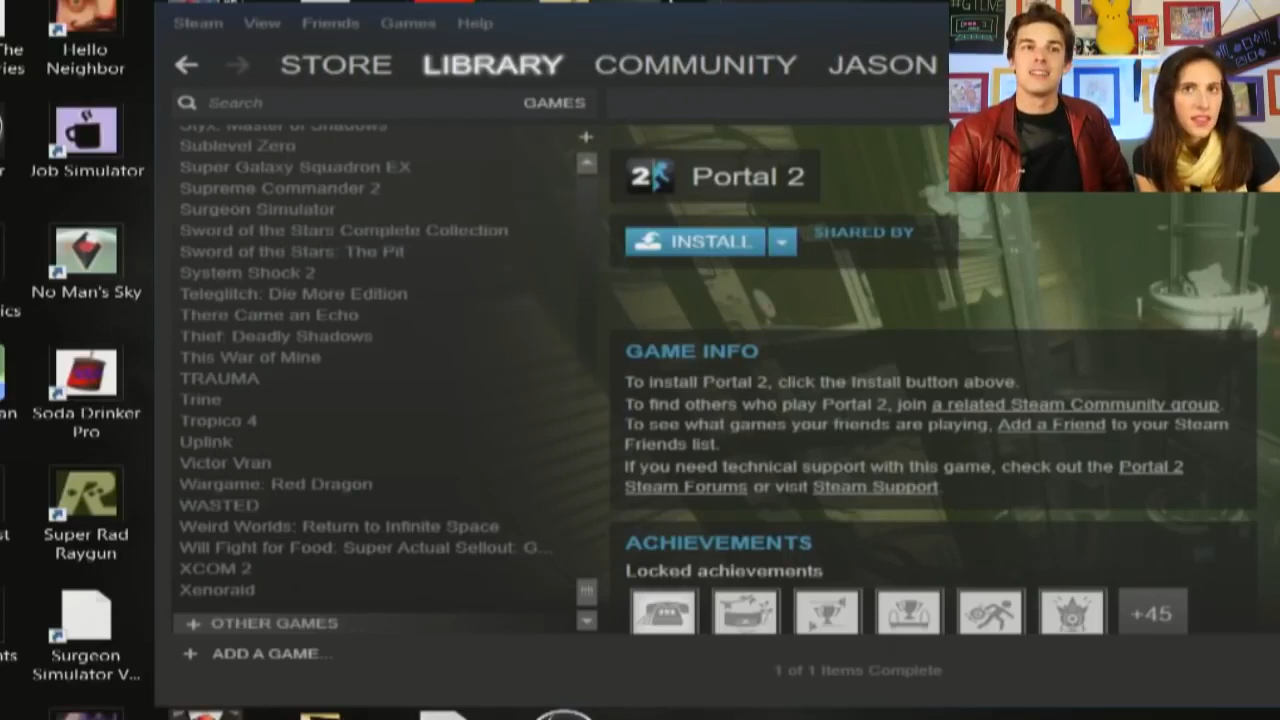 Steam View Friends Games Help
STORE LIBRARY COMMUNITY JASON
Search GAMES
Styx: Master of Shadows
Sublevel Zero
Super Galaxy Squadron EX
Supreme Commander 2
Surgeon Simulator
Sword of the Stars Complete Collection
Sword of the Stars: The Pit
System Shock 2
Teleglitch: Die More Edition
There Came an Echo
Thief: Deadly Shadows
This War of Mine
TRAUMA
Trine
Tropico 4
Uplink
Victor Vran
Wargame: Red Dragon
WASTED
Weird Worlds: Return to Infinite Space
Will Fight for Food: Super Actual Sellout: G...
XCOM 2
Xenoraid
+ OTHER GAMES
+ ADD A GAME...
2 Portal 2
INSTALL
SHARED BY
GAME INFO
To install Portal 2, click the Install button above.
To find others who play Portal 2, join a related Steam Community group.
To see what games your friends are playing, Add a Friend to your Steam
Friends list.
If you need technical support with this game, check out the Portal 2
Steam Forums or visit Steam Support
ACHIEVEMENTS
Locked achievements
+45
1 of 1 Items Complete
Hello
Neighbor
Job Simulator
No Man's Sky
Soda Drinker
Pro
Super Rad
Raygun
Surgeon
Simulator V...
#GTLIVE